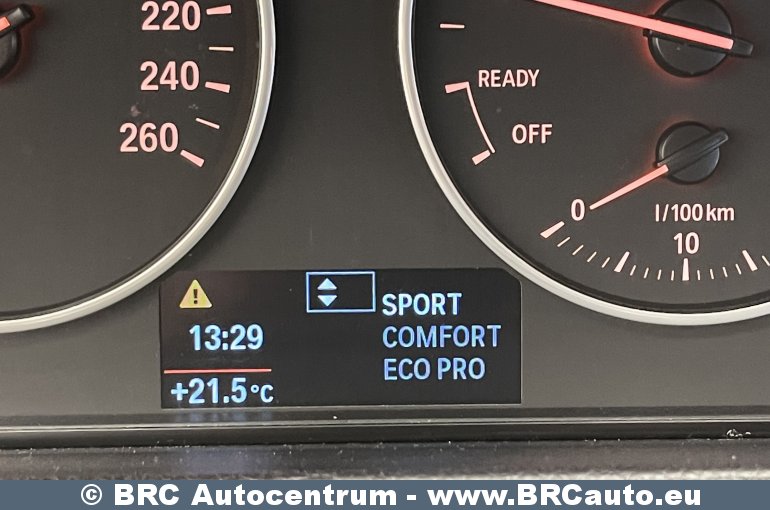 220
240
260
READY
OFF
0
l/100km
10
SPORT
13:29
COMFORT
ECO PRO
+21.5°C
© BRC Autocentrum - www.BRCauto.eu